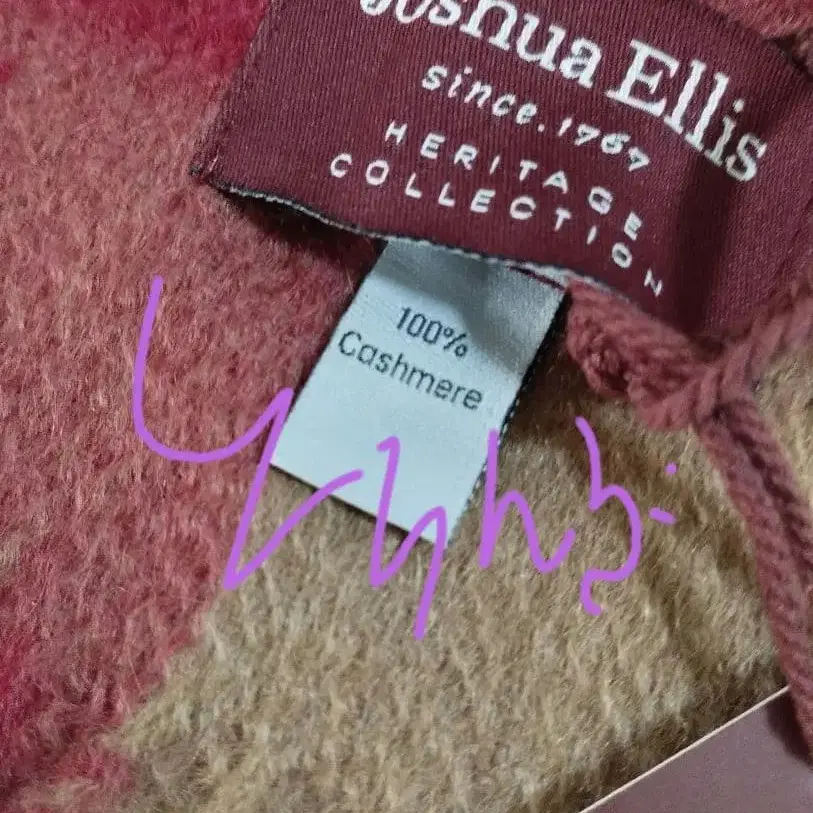 Joshua Ellis
since.1767
HERITAGE
COLLECTION
100%
Cashmere